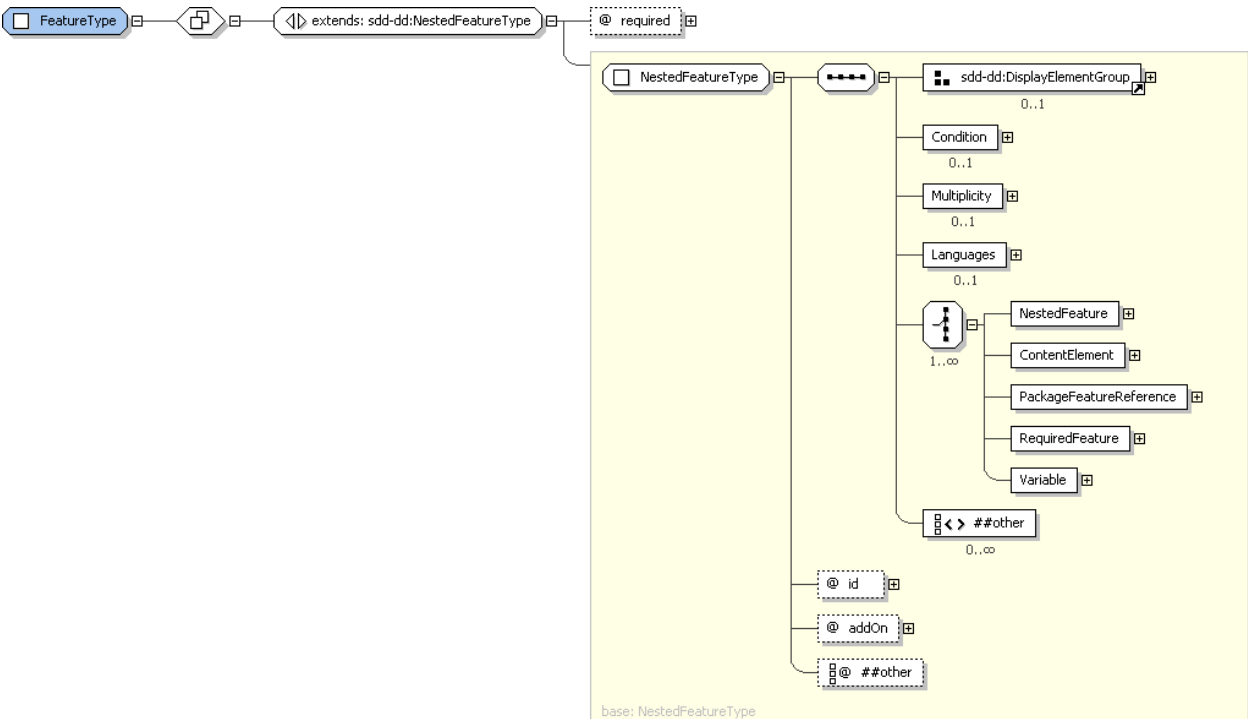 FeatureType
extends: sdd-dd:NestedFeatureType
@ required
NestedFeatureType
sdd-dd:DisplayElementGroup
0..1
Condition
0..1
Multiplicity
0..1
Languages
0..1
1..∞
NestedFeature
ContentElement
PackageFeatureReference
RequiredFeature
Variable
<> ##other
0..∞
@ id
@ addOn
@ ##other
base: NestedFeatureType